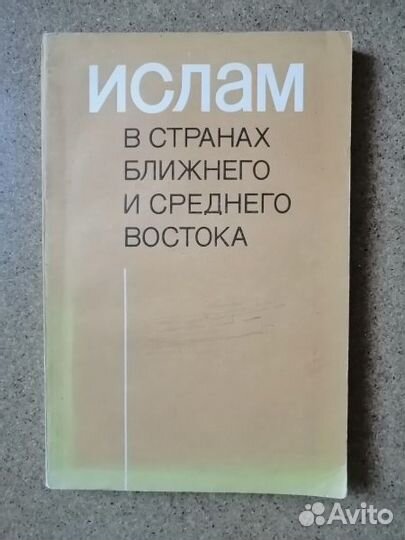 ИСЛАМ
В СТРАНАХ
БЛИЖНЕГО
И СРЕДНЕГО
ВОСТОКА
Avito